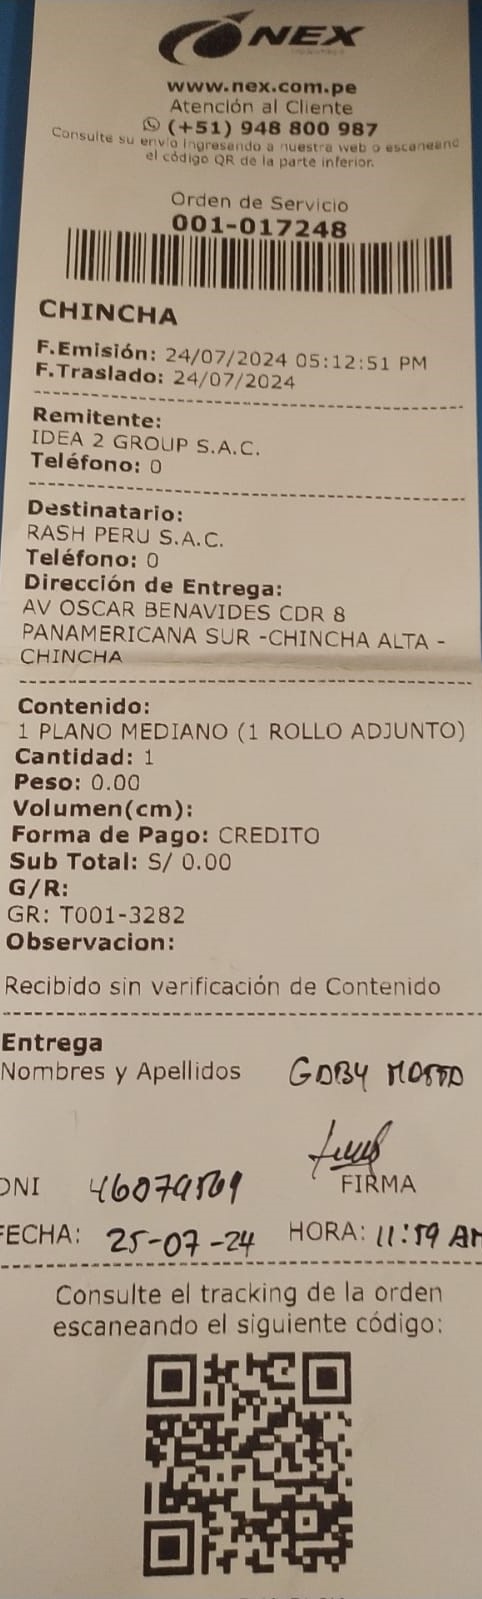 NEX
www.nex.com.pe
Atención al Cliente
(+51) 948 800 987
Consulte su envío ingresando a nuestra web o escaneand
el código QR de la parte inferior.
Orden de Servicio
001-017248
CHINCHA
F.Emisión: 24/07/2024 05:12:51 PM
F.Traslado: 24/07/2024
Remitente:
IDEA 2 GROUP S.A.C.
Teléfono: 0
Destinatario:
RASH PERU S.A.C.
Teléfono: 0
Dirección de Entrega:
AV OSCAR BENAVIDES CDR 8
PANAMERICANA SUR -CHINCHA ALTA -
CHINCHA
Contenido:
1 PLANO MEDIANO (1 ROLLO ADJUNTO)
Cantidad: 1
Peso: 0.00
Volumen(cm):
Forma de Pago: CREDITO
Sub Total: S/ 0.00
G/R:
GR: T001-3282
Observacion:
Recibido sin verificación de Contenido
Entrega
Nombres y Apellidos GABY
DNI
FIRMA
FECHA: 25-07-24 HORA: 11:59 AM
Consulte el tracking de la orden
escaneando el siguiente código: